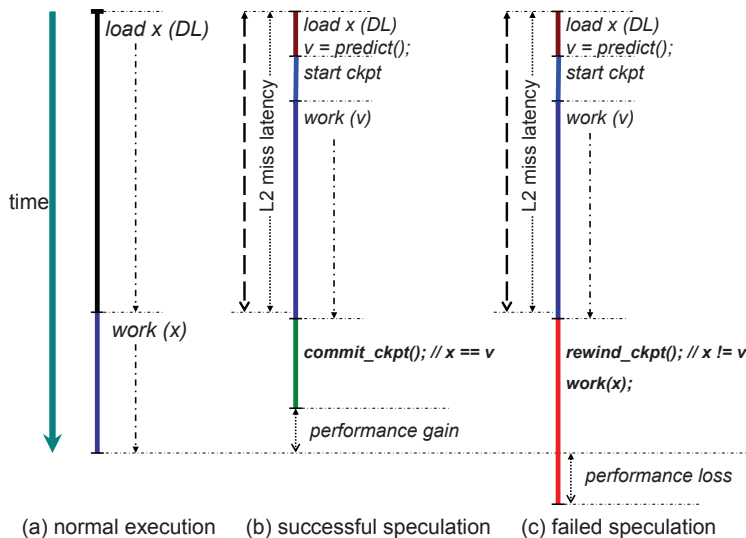 time
load x (DL)
work (x)
(a) normal execution
L2 miss latency
load x (DL)
v = predict();
start ckpt
work (v)
commit_ckpt(); // x == v
performance gain
(b) successful speculation
L2 miss latency
load x (DL)
v = predict();
start ckpt
work (v)
rewind_ckpt(); // x != v
work(x);
performance loss
(c) failed speculation